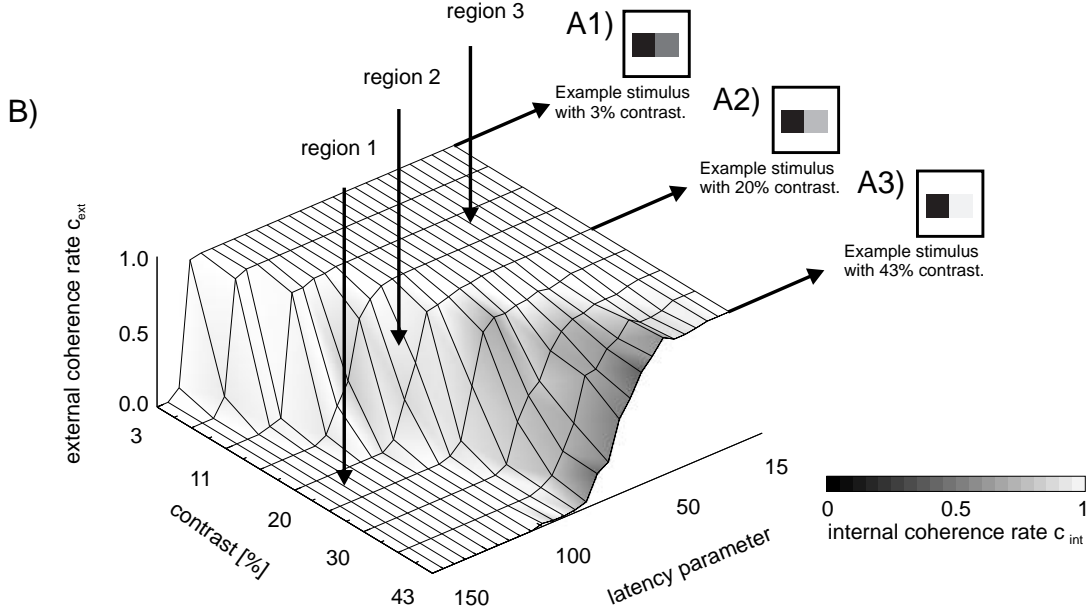 B)
region 3
region 2
region 1
A1)
Example stimulus
with 3% contrast.
A2)
Example stimulus
with 20% contrast.
A3)
Example stimulus
with 43% contrast.
external coherence rate c_ext
1.0
0.5
0.0
3
11
20
30
43
contrast [%]
150
100
50
15
latency parameter
0
0.5
1
internal coherence rate c_int